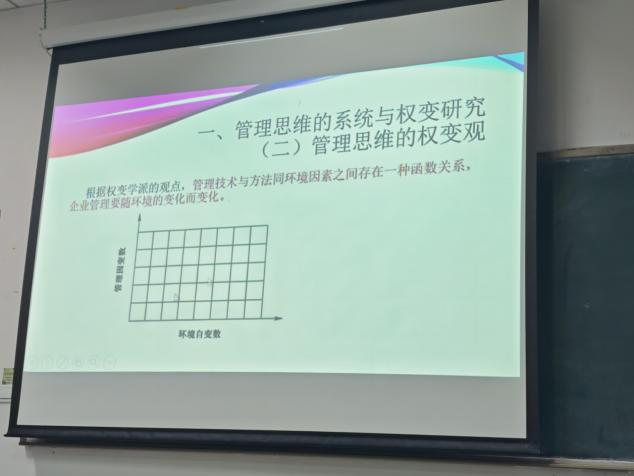 一、管理思维的系统与权变研究
（二）管理思维的权变观
根据权变学派的观点，管理技术与方法同环境因素之间存在一种函数关系，
企业管理要随环境的变化而变化。
管理因变数
环境自变数